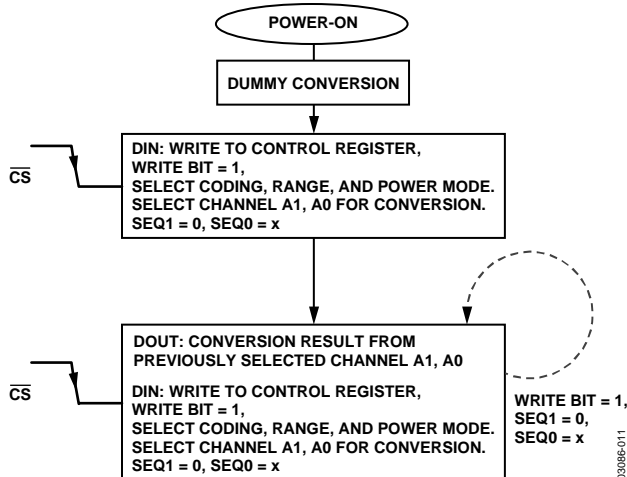 POWER-ON
DUMMY CONVERSION
CS
DIN: WRITE TO CONTROL REGISTER,
WRITE BIT = 1,
SELECT CODING, RANGE, AND POWER MODE.
SELECT CHANNEL A1, A0 FOR CONVERSION.
SEQ1 = 0, SEQ0 = x
CS
DOUT: CONVERSION RESULT FROM
PREVIOUSLY SELECTED CHANNEL A1, A0
DIN: WRITE TO CONTROL REGISTER,
WRITE BIT = 1,
SELECT CODING, RANGE, AND POWER MODE.
SELECT CHANNEL A1, A0 FOR CONVERSION.
SEQ1 = 0, SEQ0 = x
WRITE BIT = 1,
SEQ1 = 0,
SEQ0 = x
03086-011